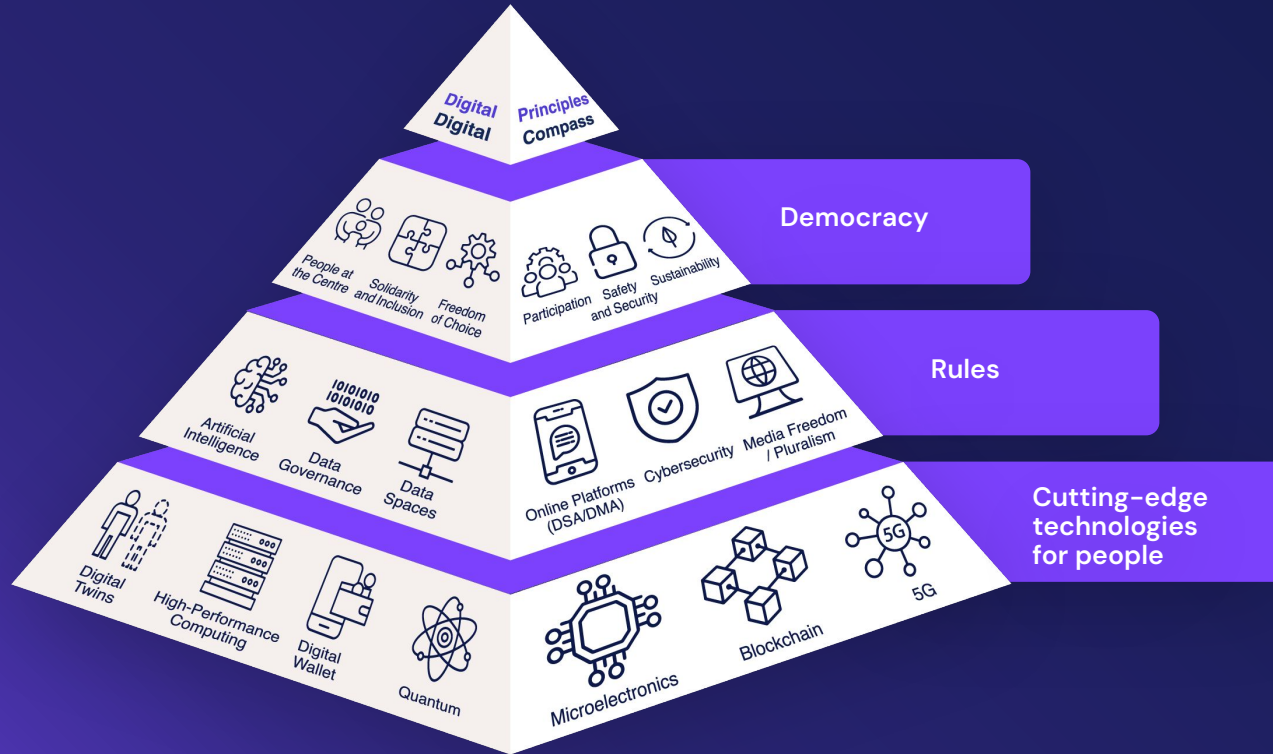 Digital Principles
Digital Compass
Democracy
People at
the Centre
Solidarity
and Inclusion
Freedom
of Choice
Participation
Safety
and Security
Sustainability
Rules
Artificial
Intelligence
10101010
10101010
Data
Governance
Data
Spaces
Online Platforms
(DSA/DMA)
Cybersecurity
Media Freedom
/ Pluralism
Cutting-edge
technologies
for people
Digital
Twins
High-Performance
Computing
Digital
Wallet
Quantum
Microelectronics
Blockchain
5G
5G